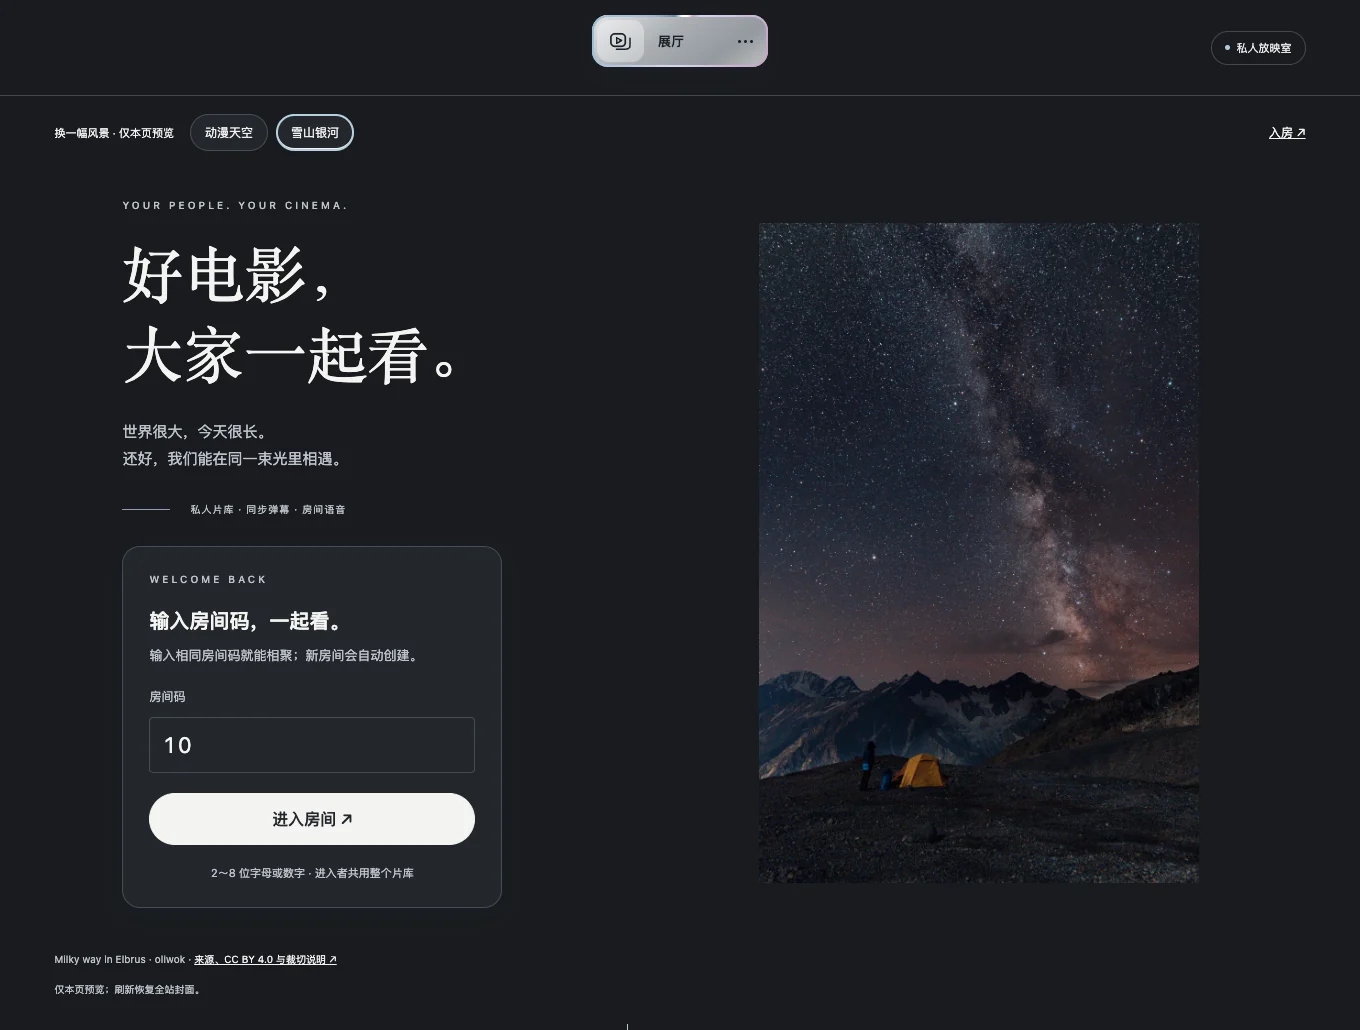 展厅
私人放映室
换一幅风景 · 仅本页预览
动漫天空
雪山银河
入房 ↗
YOUR PEOPLE. YOUR CINEMA.
好电影，
大家一起看。
世界很大，今天很长。
还好，我们能在同一束光里相遇。
私人片库 · 同步弹幕 · 房间语音
WELCOME BACK
输入房间码，一起看。
输入相同房间码就能相聚；新房间会自动创建。
房间码
10
进入房间 ↗
2～8 位字母或数字 · 进入者共用整个片库
Milky way in Elbrus · ollwok · 来源、CC BY 4.0 与裁切说明 ↗
仅本页预览；刷新恢复全站封面。